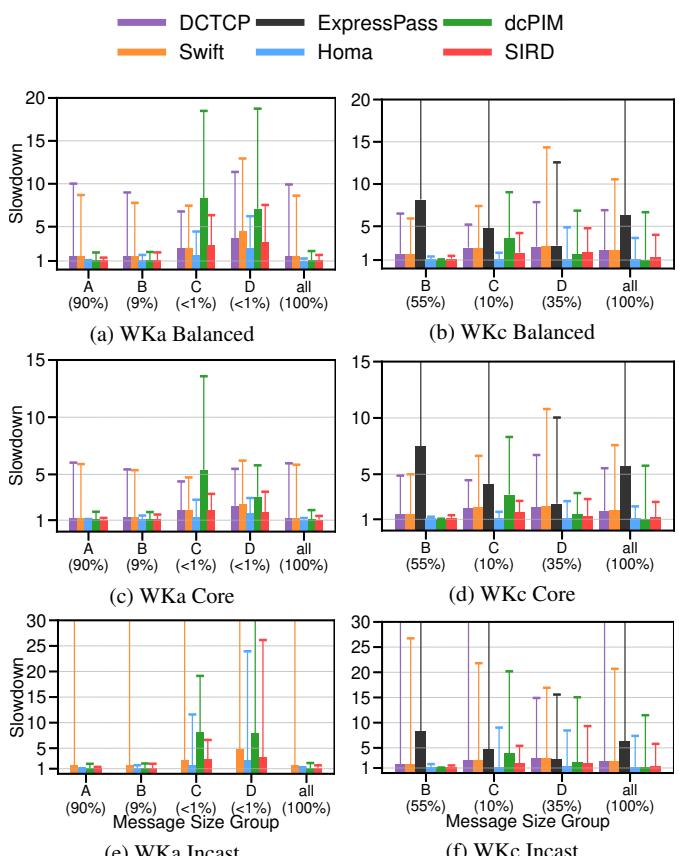 DCTCP ExpressPass dcPIM
Swift Homa SIRD
20 20
15 15
Slowdown
10 10
5 5
1 1
A B C D all B C D all
(90%) (9%) (<1%) (<1%) (100%) (55%) (10%) (35%) (100%)
(a) WKa Balanced (b) WKc Balanced
15 15
Slowdown
10 10
5 5
1 1
A B C D all B C D all
(90%) (9%) (<1%) (<1%) (100%) (55%) (10%) (35%) (100%)
(c) WKa Core (d) WKc Core
30 30
25 25
20 20
Slowdown
15 15
10 10
5 5
1 1
A B C D all B C D all
(90%) (9%) (<1%) (<1%) (100%) (55%) (10%) (35%) (100%)
Message Size Group Message Size Group
(e) WKa Incast (f) WKc Incast